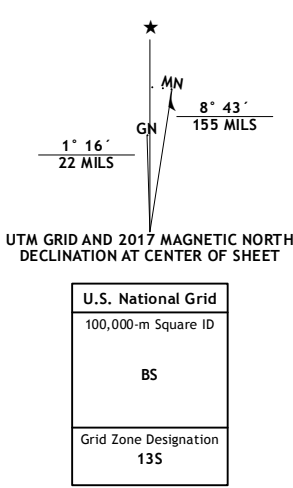 ★
MN
8° 43´
155 MILS
GN
1° 16´
22 MILS
UTM GRID AND 2017 MAGNETIC NORTH
DECLINATION AT CENTER OF SHEET
U.S. National Grid
100,000-m Square ID
BS
Grid Zone Designation
13S